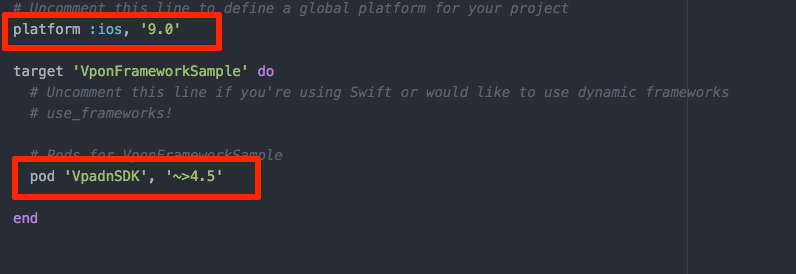 # Uncomment this line to define a global platform for your project
platform :ios, '9.0'
target 'VponFrameworkSample' do
# Uncomment this line if you're using Swift or would like to use dynamic frameworks
# use_frameworks!
# Pods for VponFrameworkSample
pod 'VpadnSDK', '~>4.5'
end